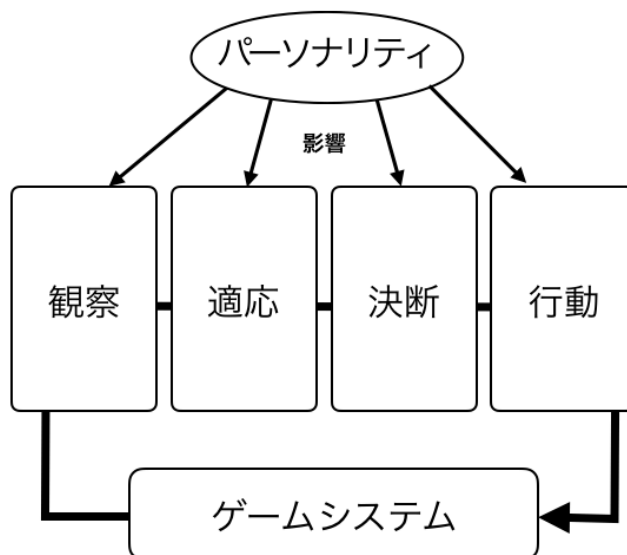 パーソナリティ
影響
観察
適応
決断
行動
ゲームシステム